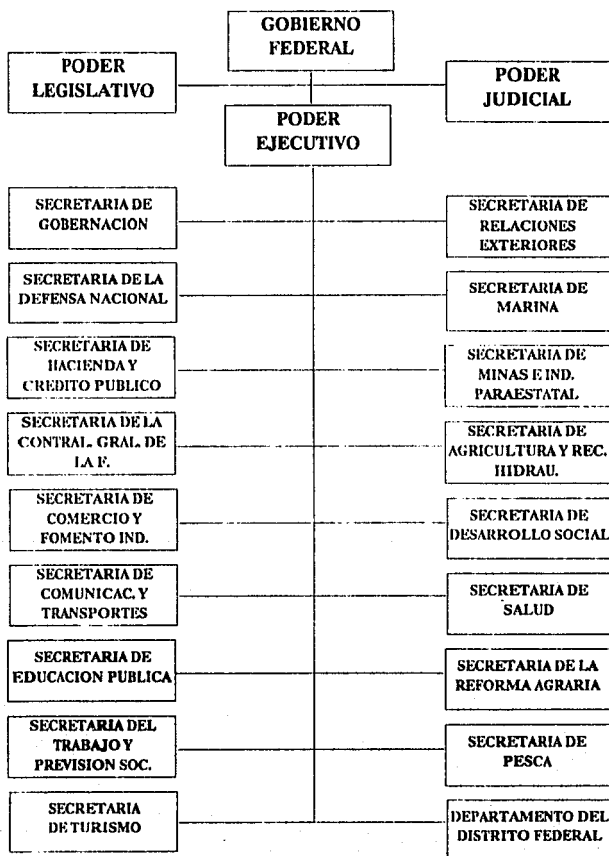 GOBIERNO
FEDERAL
PODER
LEGISLATIVO
PODER
JUDICIAL
PODER
EJECUTIVO
SECRETARIA DE
GOBERNACION
SECRETARIA DE
RELACIONES
EXTERIORES
SECRETARIA DE LA
DEFENSA NACIONAL
SECRETARIA DE
MARINA
SECRETARIA DE
HACIENDA Y
CREDITO PUBLICO
SECRETARIA DE
MINAS E IND.
PARAESTATAL
SECRETARIA DE LA
CONTRAL. GRAL. DE
LA F.
SECRETARIA DE
AGRICULTURA Y REC.
HIDRAU.
SECRETARIA DE
COMERCIO Y
FOMENTO IND.
SECRETARIA DE
DESARROLLO SOCIAL
SECRETARIA DE
COMUNICAC. Y
TRANSPORTES
SECRETARIA DE
SALUD
SECRETARIA DE
EDUCACION PUBLICA
SECRETARIA DE LA
REFORMA AGRARIA
SECRETARIA DEL
TRABAJO Y
PREVISION SOC.
SECRETARIA DE
PESCA
SECRETARIA
DE TURISMO
DEPARTAMENTO DEL
DISTRITO FEDERAL